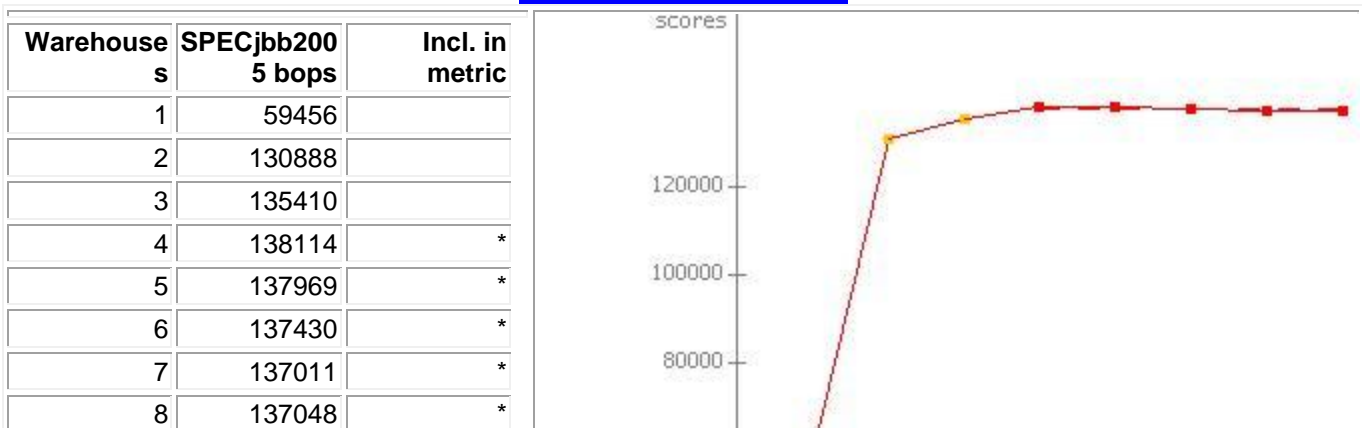 Warehouse SPECjbb200 Incl. in
s 5 bops metric
1 59456
2 130888
3 135410
4 138114 *
5 137969 *
6 137430 *
7 137011 *
8 137048 *
scores
120000
100000
80000